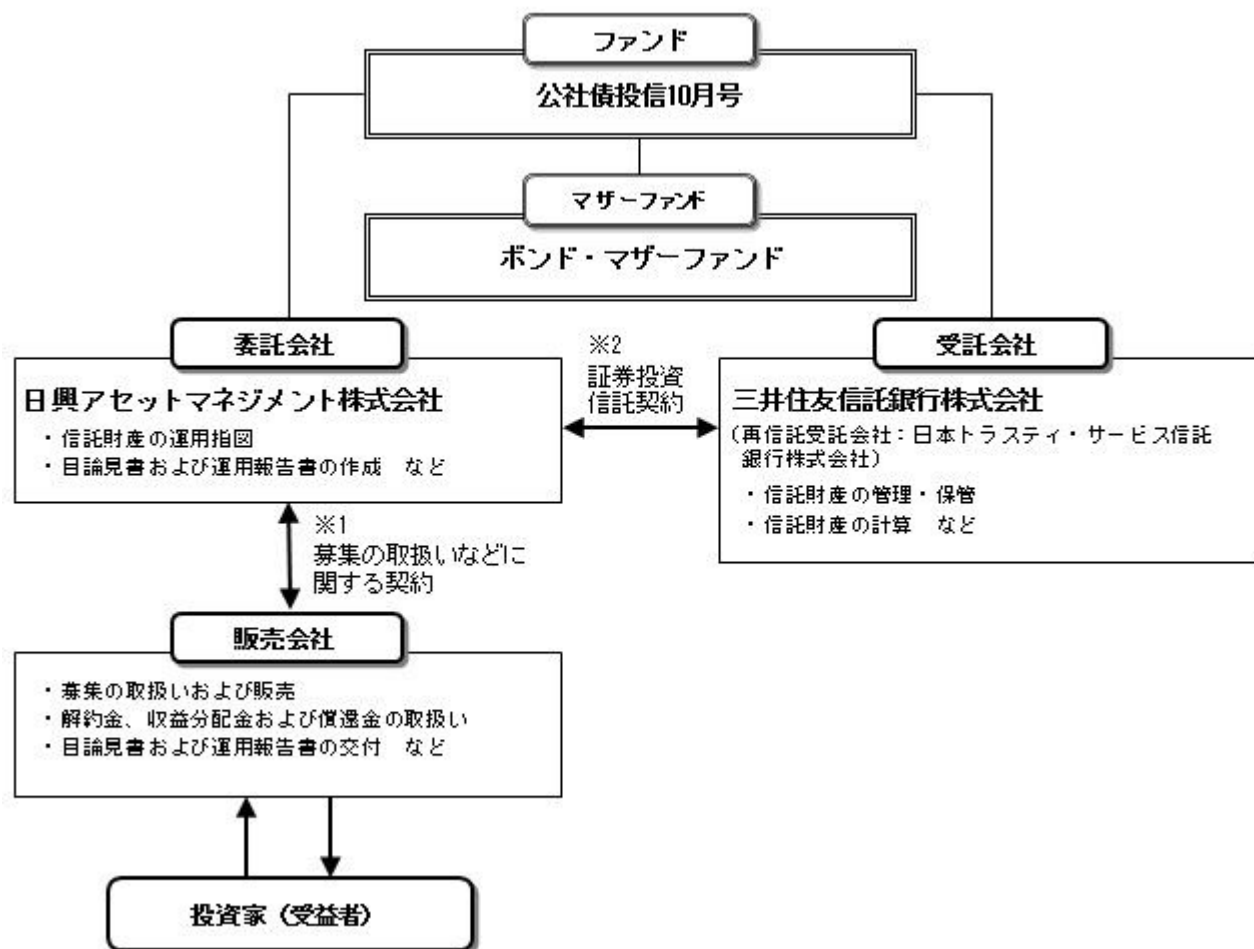 ファンド
公社債投信10月号
マザーファンド
ボンド・マザーファンド
委託会社
日興アセットマネジメント株式会社
・信託財産の運用指図
・目論見書および運用報告書の作成 など
※2
証券投資
信託契約
受託会社
三井住友信託銀行株式会社
(再信託受託会社:日本トラスティ・サービス信託
銀行株式会社)
・信託財産の管理・保管
・信託財産の計算 など
※1
募集の取扱いなどに
関する契約
販売会社
・募集の取扱いおよび販売
・解約金、収益分配金および償還金の取扱い
・目論見書および運用報告書の交付 など
投資家(受益者)